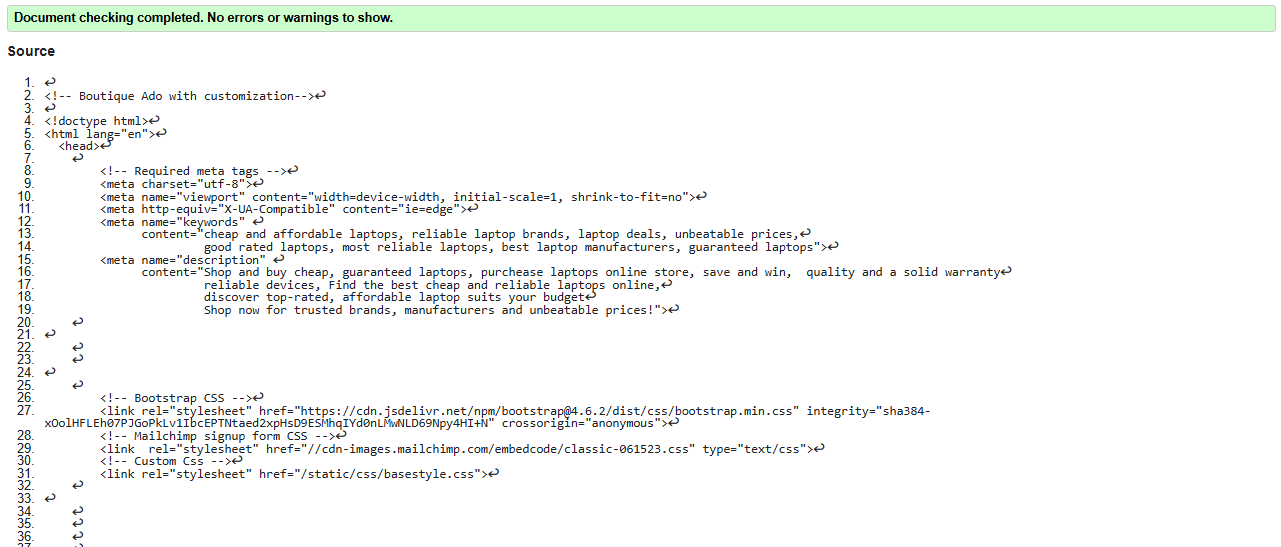 Document checking completed. No errors or warnings to show.
Source
1. ↩
2. <!-- Boutique Ado with customization-->↩
3. ↩
4. <!doctype html>↩
5. <html lang="en">↩
6. <head>↩
7. ↩
8. <!-- Required meta tags -->↩
9. <meta charset="utf-8">↩
10. <meta name="viewport" content="width=device-width, initial-scale=1, shrink-to-fit=no">↩
11. <meta http-equiv="X-UA-Compatible" content="ie=edge">↩
12. <meta name="keywords" ↩
13. content="cheap and affordable laptops, reliable laptop brands, laptop deals, unbeatable prices,↩
14. good rated laptops, most reliable laptops, best laptop manufacturers, guaranteed laptops">↩
15. <meta name="description" ↩
16. content="Shop and buy cheap, guaranteed laptops, purchease laptops online store, save and win,  quality and a solid warranty↩
17. reliable devices, Find the best cheap and reliable laptops online,↩
18. discover top-rated, affordable laptop suits your budget↩
19. Shop now for trusted brands, manufacturers and unbeatable prices!">↩
20. ↩
21. ↩
22. ↩
23. ↩
24. ↩
25. ↩
26. <!-- Bootstrap CSS -->↩
27. <link rel="stylesheet" href="https://cdn.jsdelivr.net/npm/bootstrap@4.6.2/dist/css/bootstrap.min.css" integrity="sha384-
xOolHFLEh07PJGoPkLv1IbcEPTNtaed2xpHsD9ESMhqIYd0nLMwNLD69Npy4HI+N" crossorigin="anonymous">↩
28. <!-- Mailchimp signup form CSS -->↩
29. <link  rel="stylesheet" href="//cdn-images.mailchimp.com/embedcode/classic-061523.css" type="text/css">↩
30. <!-- Custom Css -->↩
31. <link rel="stylesheet" href="/static/css/basestyle.css">↩
32. ↩
33. ↩
34. ↩
35. ↩
36. ↩
37. ↩